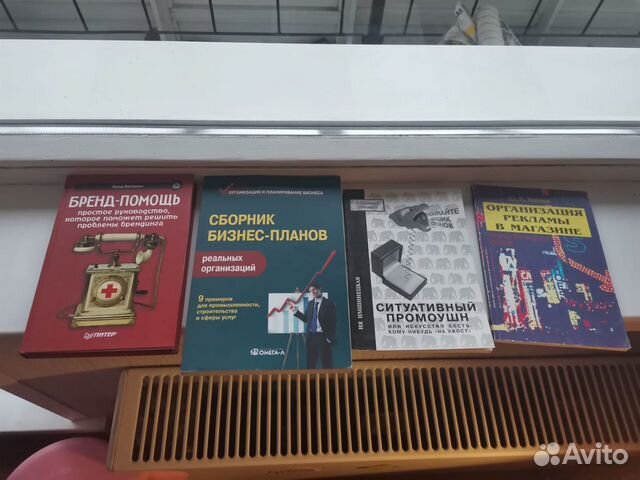 БРЕНД-ПОМОЩЬ
простое руководство,
которое поможет решить
проблемы брендинга
ПИТЕР
ОРГАНИЗАЦИЯ И ПЛАНИРОВАНИЕ БИЗНЕСА
СБОРНИК
БИЗНЕС-ПЛАНОВ
реальных
организаций
9 примеров
для промышленности,
строительства
и сферы услуг
ОМЕГА-Л
ИЯ ИМШИНЕЦКАЯ
СИТУАТИВНЫЙ
ПРОМОУШН
ИЛИ ИСКУССТВО СЕСТЬ
КОМУ-НИБУДЬ «НА ХВОСТ»
ОРГАНИЗАЦИЯ
РЕКЛАМЫ
В МАГАЗИНЕ
Avito